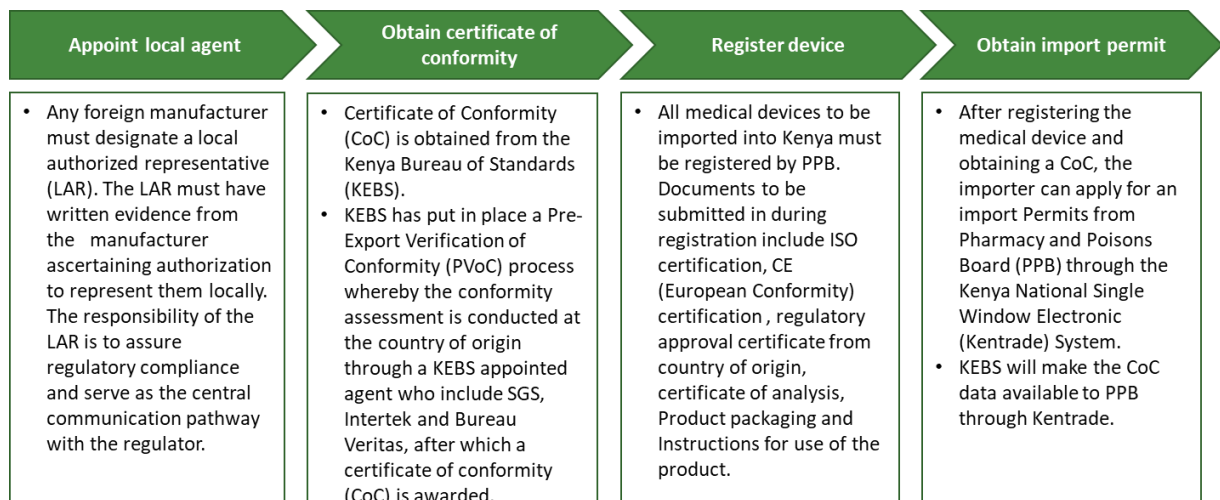 Appoint local agent
Obtain certificate of
conformity
Register device
Obtain import permit
• Any foreign manufacturer
must designate a local
authorized representative
(LAR). The LAR must have
written evidence from
the manufacturer
ascertaining authorization
to represent them locally.
The responsibility of the
LAR is to assure
regulatory compliance
and serve as the central
communication pathway
with the regulator.
• Certificate of Conformity
(CoC) is obtained from the
Kenya Bureau of Standards
(KEBS).
• KEBS has put in place a Pre-
Export Verification of
Conformity (PVoC) process
whereby the conformity
assessment is conducted at
the country of origin
through a KEBS appointed
agent who include SGS,
Intertek and Bureau
Veritas, after which a
certificate of conformity
(CoC) is awarded.
• All medical devices to be
imported into Kenya must
be registered by PPB.
Documents to be
submitted in during
registration include ISO
certification, CE
(European Conformity)
certification , regulatory
approval certificate from
country of origin,
certificate of analysis,
Product packaging and
Instructions for use of the
product.
• After registering the
medical device and
obtaining a CoC, the
importer can apply for an
import Permits from
Pharmacy and Poisons
Board (PPB) through the
Kenya National Single
Window Electronic
(Kentrade) System.
• KEBS will make the CoC
data available to PPB
through Kentrade.